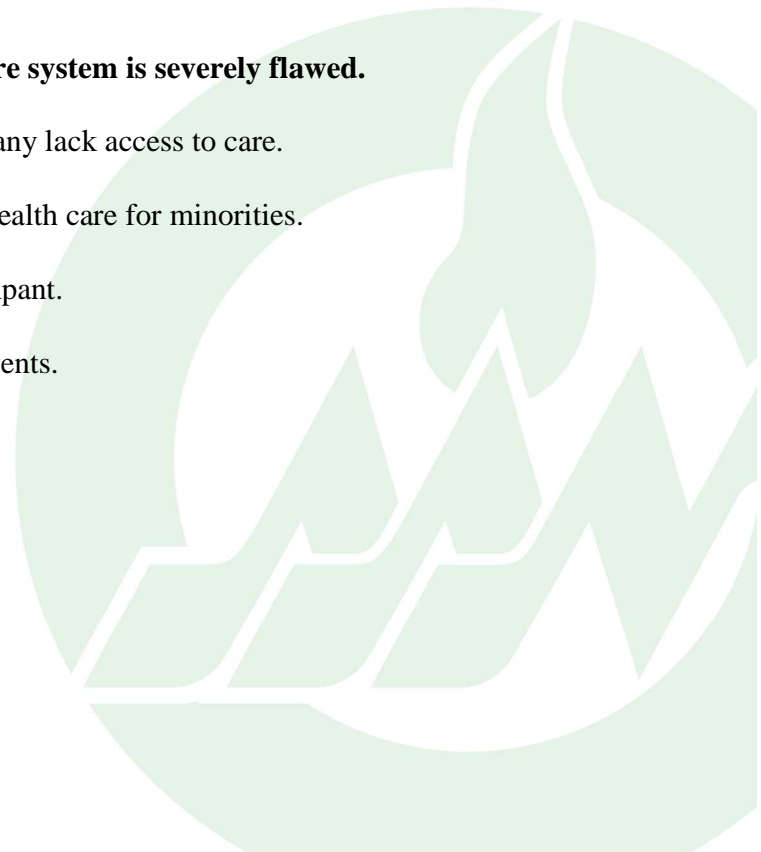 re system is severely flawed.
any lack access to care.
ealth care for minorities.
pant.
ents.